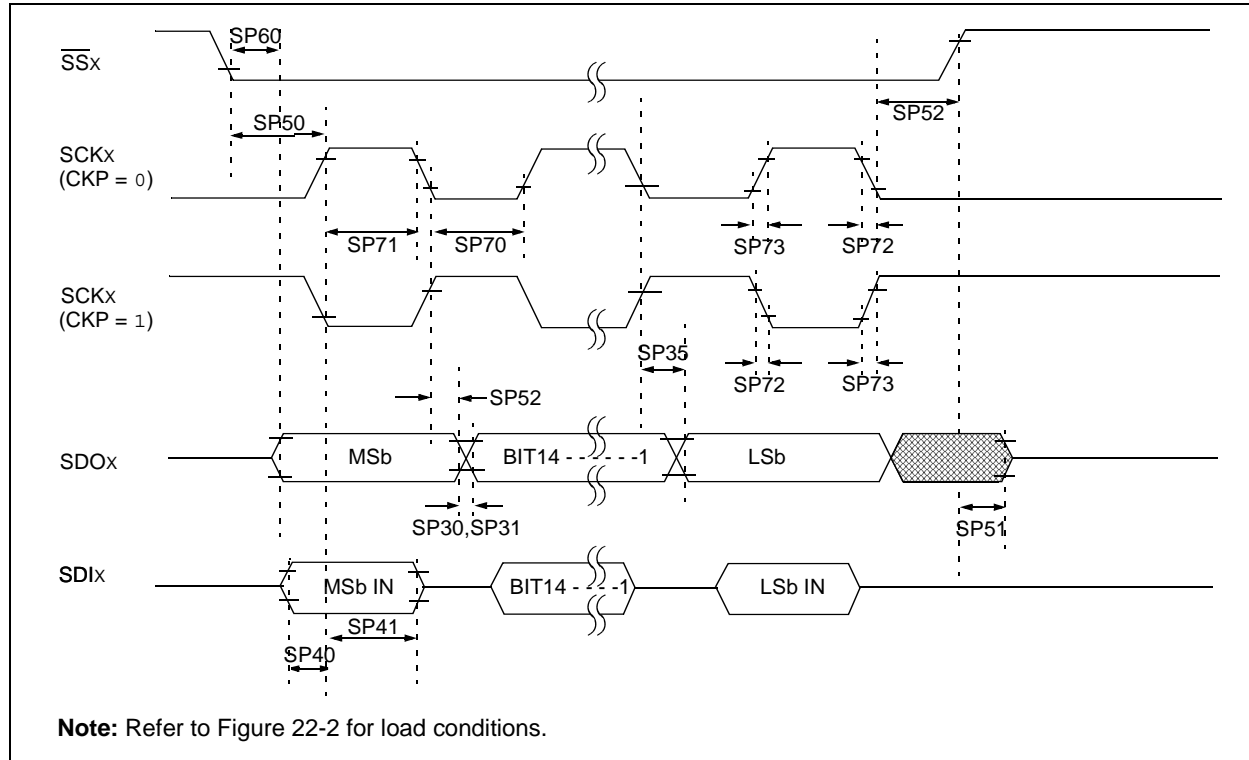 SP60
SSX
SP50
SP52
SCKX
(CKP = 0)
SP71
SP70
SP73
SP72
SCKX
(CKP = 1)
SP35
SP72
SP73
SP52
SDOX
MSb
BIT14 - - - - - -1
LSb
SP30,SP31
SP51
SDIX
MSb IN
BIT14 - - - -1
LSb IN
SP41
SP40
Note: Refer to Figure 22-2 for load conditions.